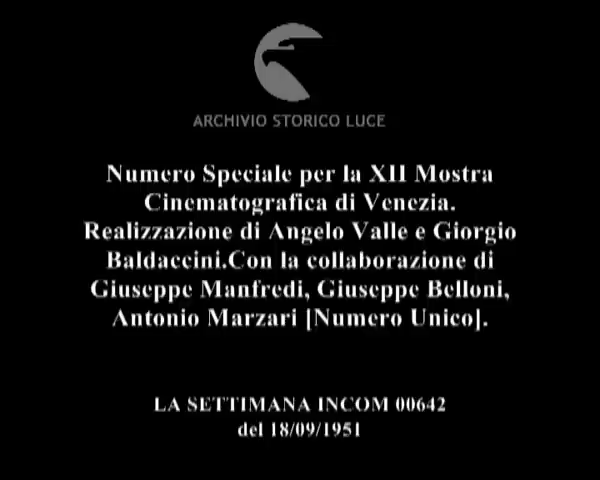 ARCHIVIO STORICO LUCE
Numero Speciale per la XII Mostra
Cinematografica di Venezia.
Realizzazione di Angelo Valle e Giorgio
Baldaccini.Con la collaborazione di
Giuseppe Manfredi, Giuseppe Belloni,
Antonio Marzari [Numero Unico].
LA SETTIMANA INCOM 00642
del 18/09/1951